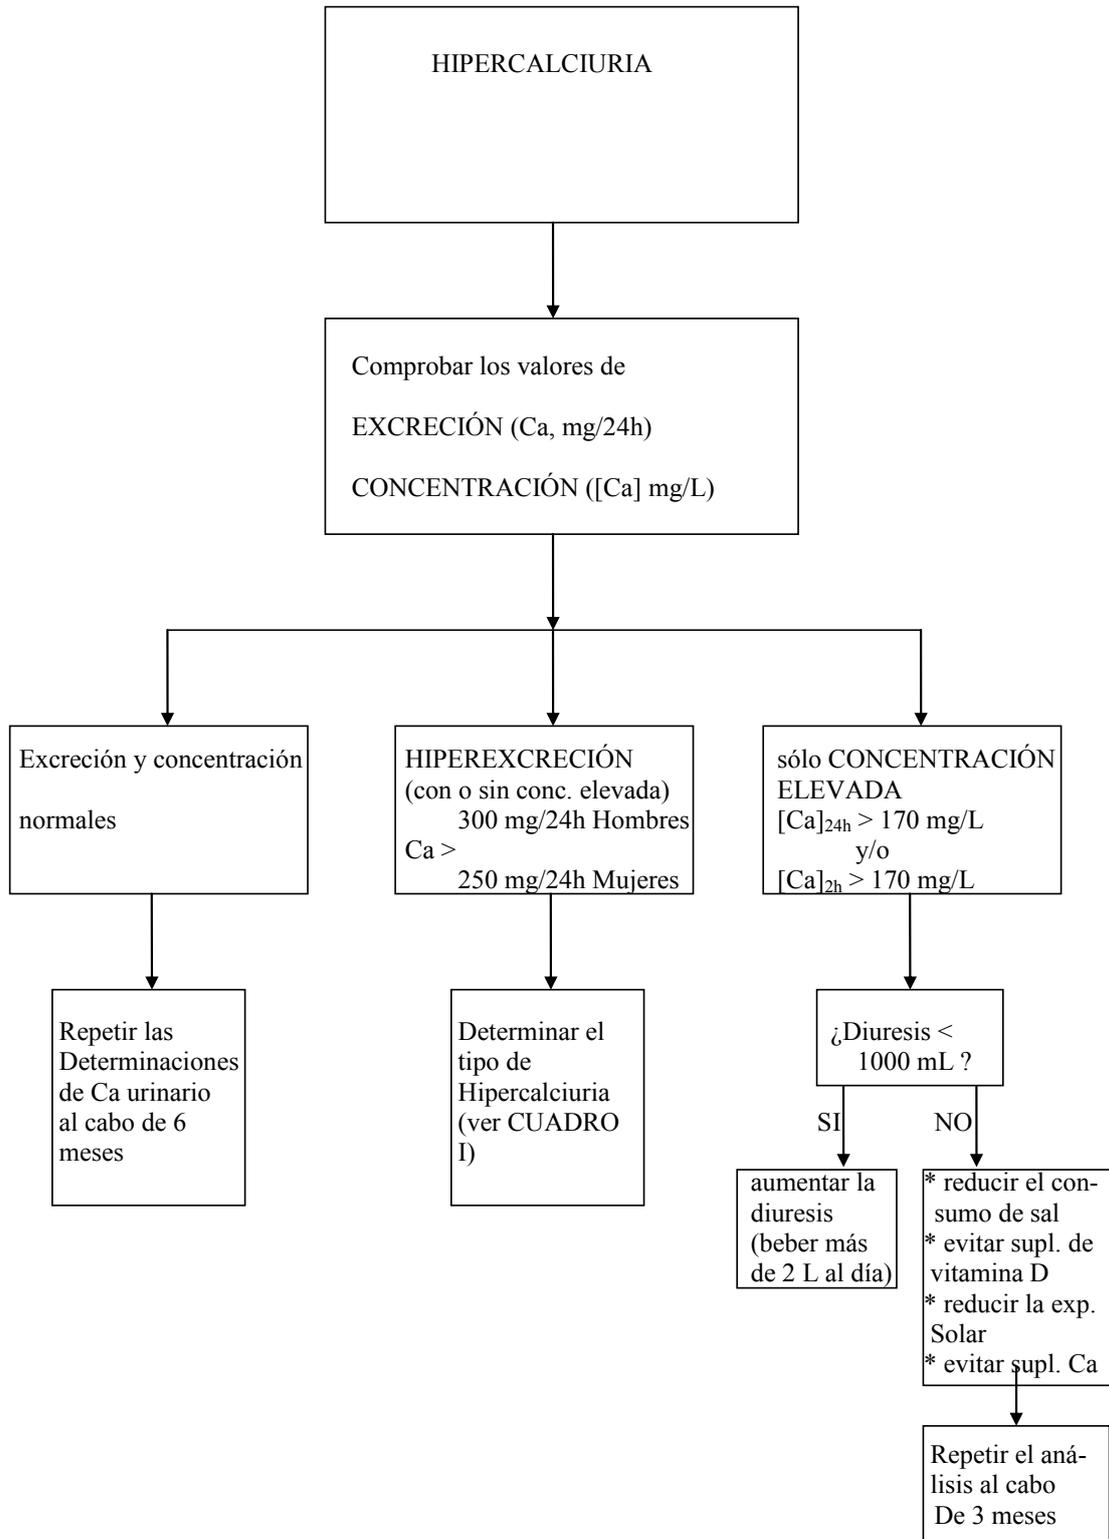 HIPERCALCIURIA
Comprobar los valores de
EXCRECIÓN (Ca, mg/24h)
CONCENTRACIÓN ([Ca] mg/L)
Excreción y concentración
normales
HIPEREXCRECIÓN
(con o sin conc. elevada)
300 mg/24h Hombres
Ca >
250 mg/24h Mujeres
sólo CONCENTRACIÓN
ELEVADA
[Ca]24h > 170 mg/L
y/o
[Ca]2h > 170 mg/L
Repetir las
Determinaciones
de Ca urinario
al cabo de 6
meses
Determinar el
tipo de
Hipercalciuria
(ver CUADRO
I)
¿Diuresis <
1000 mL ?
SI
NO
aumentar la
diuresis
(beber más
de 2 L al día)
* reducir el con-
sumo de sal
* evitar supl. de
vitamina D
* reducir la exp.
Solar
* evitar supl. Ca
Repetir el aná-
lisis al cabo
De 3 meses